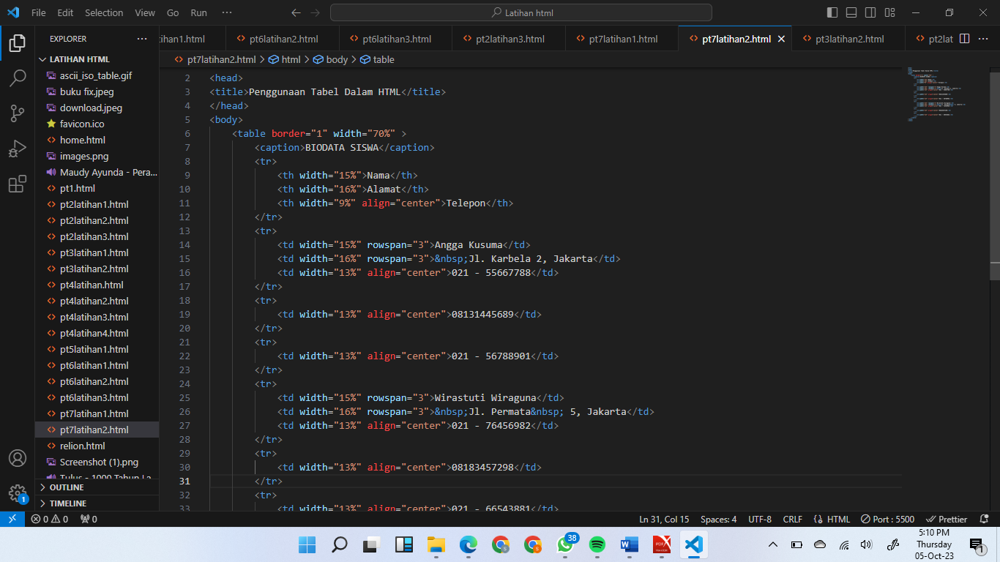 File Edit Selection View Go Run ···
Latihan html
EXPLORER ···
tihan1.html pt6latihan2.html pt6latihan3.html pt2latihan3.html pt7latihan1.html pt7latihan2.html pt3latihan2.html pt2lat ···
pt7latihan2.html > html > body > table
LATIHAN HTML
ascii_iso_table.gif
buku fix.jpeg
download.jpeg
favicon.ico
home.html
images.png
Maudy Ayunda - Pera...
pt1.html
pt2latihan1.html
pt2latihan2.html
pt2latihan3.html
pt3latihan1.html
pt3latihan2.html
pt4latihan.html
pt4latihan2.html
pt4latihan3.html
pt4latihan4.html
pt5latihan1.html
pt6latihan1.html
pt6latihan2.html
pt6latihan3.html
pt7latihan1.html
pt7latihan2.html
relion.html
Screenshot (1).png
Tulus - 1000 Tahun La
OUTLINE
TIMELINE
2 <head>
3 <title>Penggunaan Tabel Dalam HTML</title>
4 </head>
5 <body>
6 <table border="1" width="70%" >
7 <caption>BIODATA SISWA</caption>
8 <tr>
9 <th width="15%">Nama</th>
10 <th width="16%">Alamat</th>
11 <th width="9%" align="center">Telepon</th>
12 </tr>
13 <tr>
14 <td width="15%" rowspan="3">Angga Kusuma</td>
15 <td width="16%" rowspan="3">&nbsp;Jl. Karbela 2, Jakarta</td>
16 <td width="13%" align="center">021 - 55667788</td>
17 </tr>
18 <tr>
19 <td width="13%" align="center">08131445689</td>
20 </tr>
21 <tr>
22 <td width="13%" align="center">021 - 56788901</td>
23 </tr>
24 <tr>
25 <td width="15%" rowspan="3">Wirastuti Wiraguna</td>
26 <td width="16%" rowspan="3">&nbsp;Jl. Permata&nbsp; 5, Jakarta</td>
27 <td width="13%" align="center">021 - 76456982</td>
28 </tr>
29 <tr>
30 <td width="13%" align="center">08183457298</td>
31 </tr>
32 <tr>
33 <td width="13%" align="center">021 - 66543881</td>
1
0 0 0 Ln 31, Col 15 Spaces: 4 UTF-8 CRLF HTML Port : 5500 Prettier
38
PDF
5:10 PM
Thursday
05-Oct-23
1